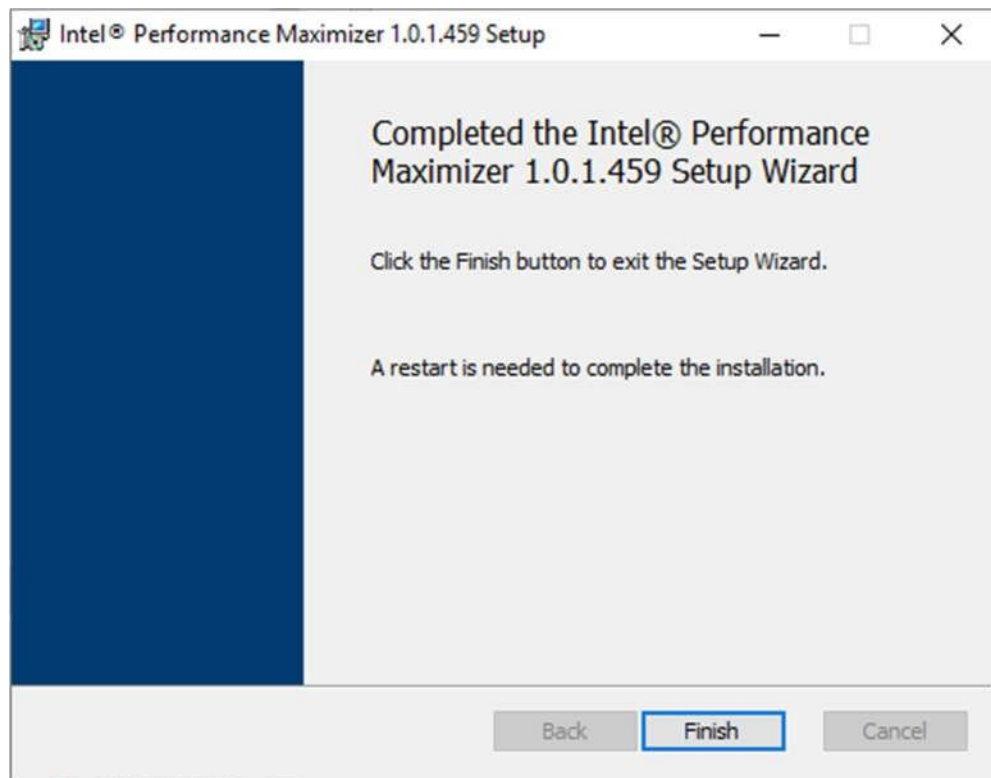 Intel® Performance Maximizer 1.0.1.459 Setup
Completed the Intel® Performance
Maximizer 1.0.1.459 Setup Wizard
Click the Finish button to exit the Setup Wizard.
A restart is needed to complete the installation.
Back Finish Cancel